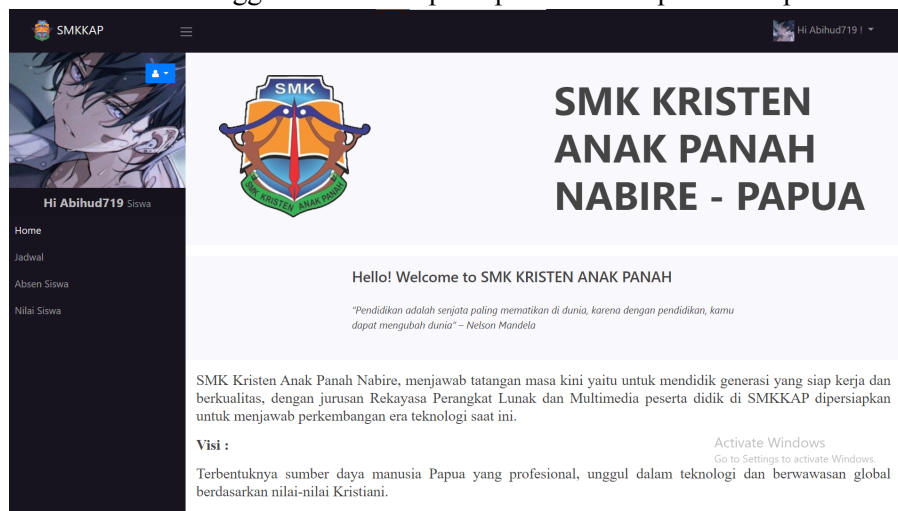 SMKKAP
Hi Abihud719 !
Hi Abihud719 Siswa
Home
Jadwal
Absen Siswa
Nilai Siswa
SMK
SMK KRISTEN ANAK PANAH
SMK KRISTEN
ANAK PANAH
NABIRE - PAPUA
Hello! Welcome to SMK KRISTEN ANAK PANAH
"Pendidikan adalah senjata paling mematikan di dunia, karena dengan pendidikan, kamu
dapat mengubah dunia" – Nelson Mandela
SMK Kristen Anak Panah Nabire, menjawab tatangan masa kini yaitu untuk mendidik generasi yang siap kerja dan
berkualitas, dengan jurusan Rekayasa Perangkat Lunak dan Multimedia peserta didik di SMKKAP dipersiapkan
untuk menjawab perkembangan era teknologi saat ini.
Visi :
Terbentuknya sumber daya manusia Papua yang profesional, unggul dalam teknologi dan berwawasan global
berdasarkan nilai-nilai Kristiani.
Activate Windows
Go to Settings to activate Windows.